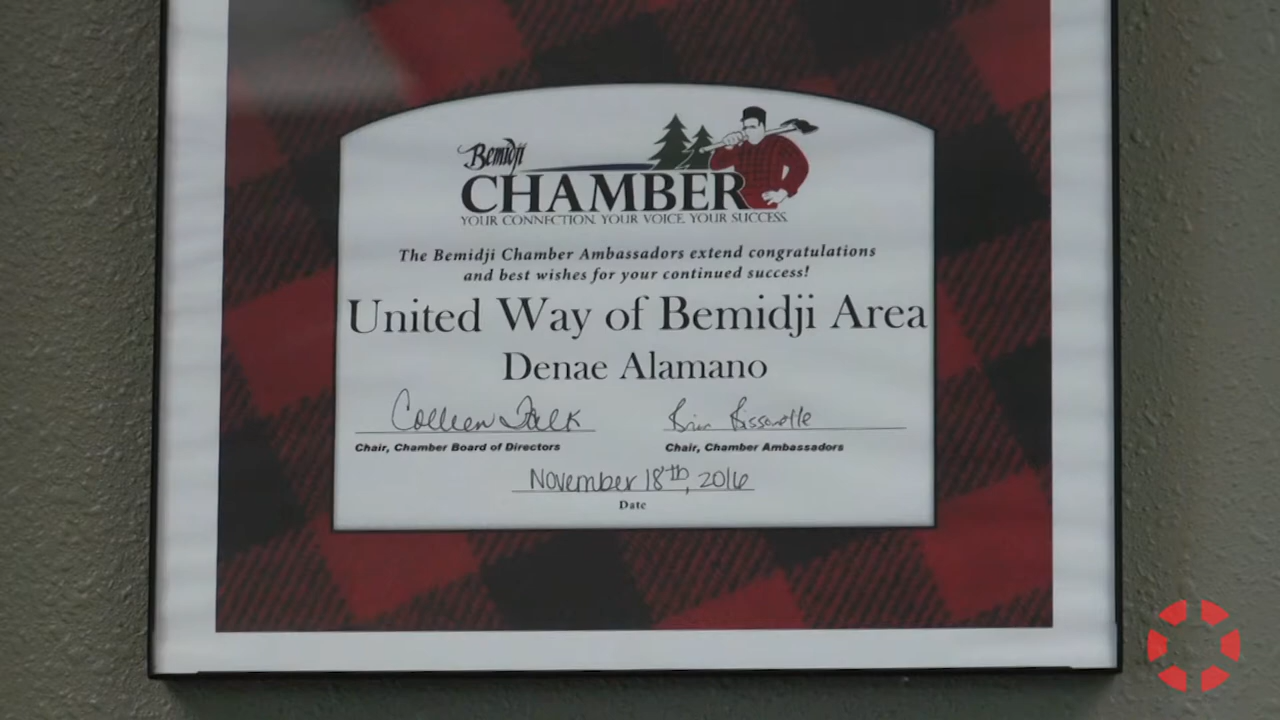 Bemidji
CHAMBER
YOUR CONNECTION. YOUR VOICE. YOUR SUCCESS.
The Bemidji Chamber Ambassadors extend congratulations
and best wishes for your continued success!
United Way of Bemidji Area
Denae Alamano
Colleen Falk Brian Bissonette
Chair, Chamber Board of Directors Chair, Chamber Ambassadors
November 18th, 2016
Date